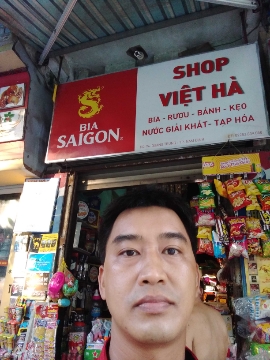 SHOP
VIỆT HÀ
BIA
SAIGON
BIA - RƯỢU - BÁNH - KẸO
NƯỚC GIẢI KHÁT - TẠP HÓA